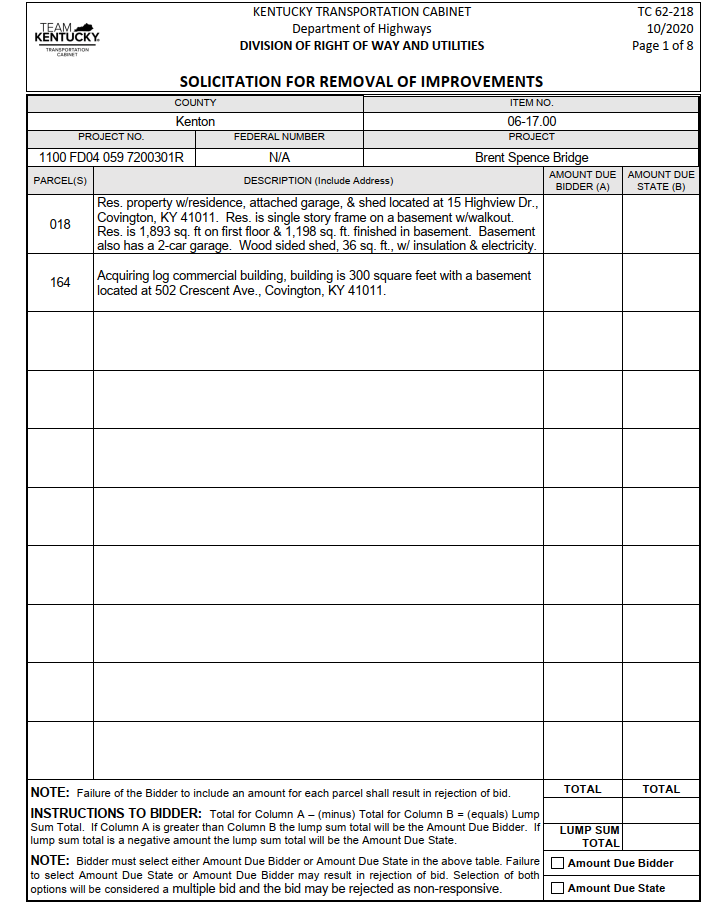 TEAM
KENTUCKY
TRANSPORTATION
CABINET
KENTUCKY TRANSPORTATION CABINET
Department of Highways
DIVISION OF RIGHT OF WAY AND UTILITIES
TC 62-218
10/2020
Page 1 of 8
SOLICITATION FOR REMOVAL OF IMPROVEMENTS
COUNTY
ITEM NO.
Kenton
06-17.00
PROJECT NO.
FEDERAL NUMBER
PROJECT
1100 FD04 059 7200301R
N/A
Brent Spence Bridge
PARCEL(S)
DESCRIPTION (Include Address)
AMOUNT DUE
BIDDER (A)
AMOUNT DUE
STATE (B)
018
Res. property w/residence, attached garage, & shed located at 15 Highview Dr.,
Covington, KY 41011. Res. is single story frame on a basement w/walkout.
Res. is 1,893 sq. ft on first floor & 1,198 sq. ft. finished in basement. Basement
also has a 2-car garage. Wood sided shed, 36 sq. ft., w/ insulation & electricity.
164
Acquiring log commercial building, building is 300 square feet with a basement
located at 502 Crescent Ave., Covington, KY 41011.
NOTE: Failure of the Bidder to include an amount for each parcel shall result in rejection of bid.
TOTAL
TOTAL
INSTRUCTIONS TO BIDDER: Total for Column A – (minus) Total for Column B = (equals) Lump
Sum Total. If Column A is greater than Column B the lump sum total will be the Amount Due Bidder. If
lump sum total is a negative amount the lump sum total will be the Amount Due State.
LUMP SUM
TOTAL
NOTE: Bidder must select either Amount Due Bidder or Amount Due State in the above table. Failure
to select Amount Due State or Amount Due Bidder may result in rejection of bid. Selection of both
options will be considered a multiple bid and the bid may be rejected as non-responsive.
Amount Due Bidder
Amount Due State